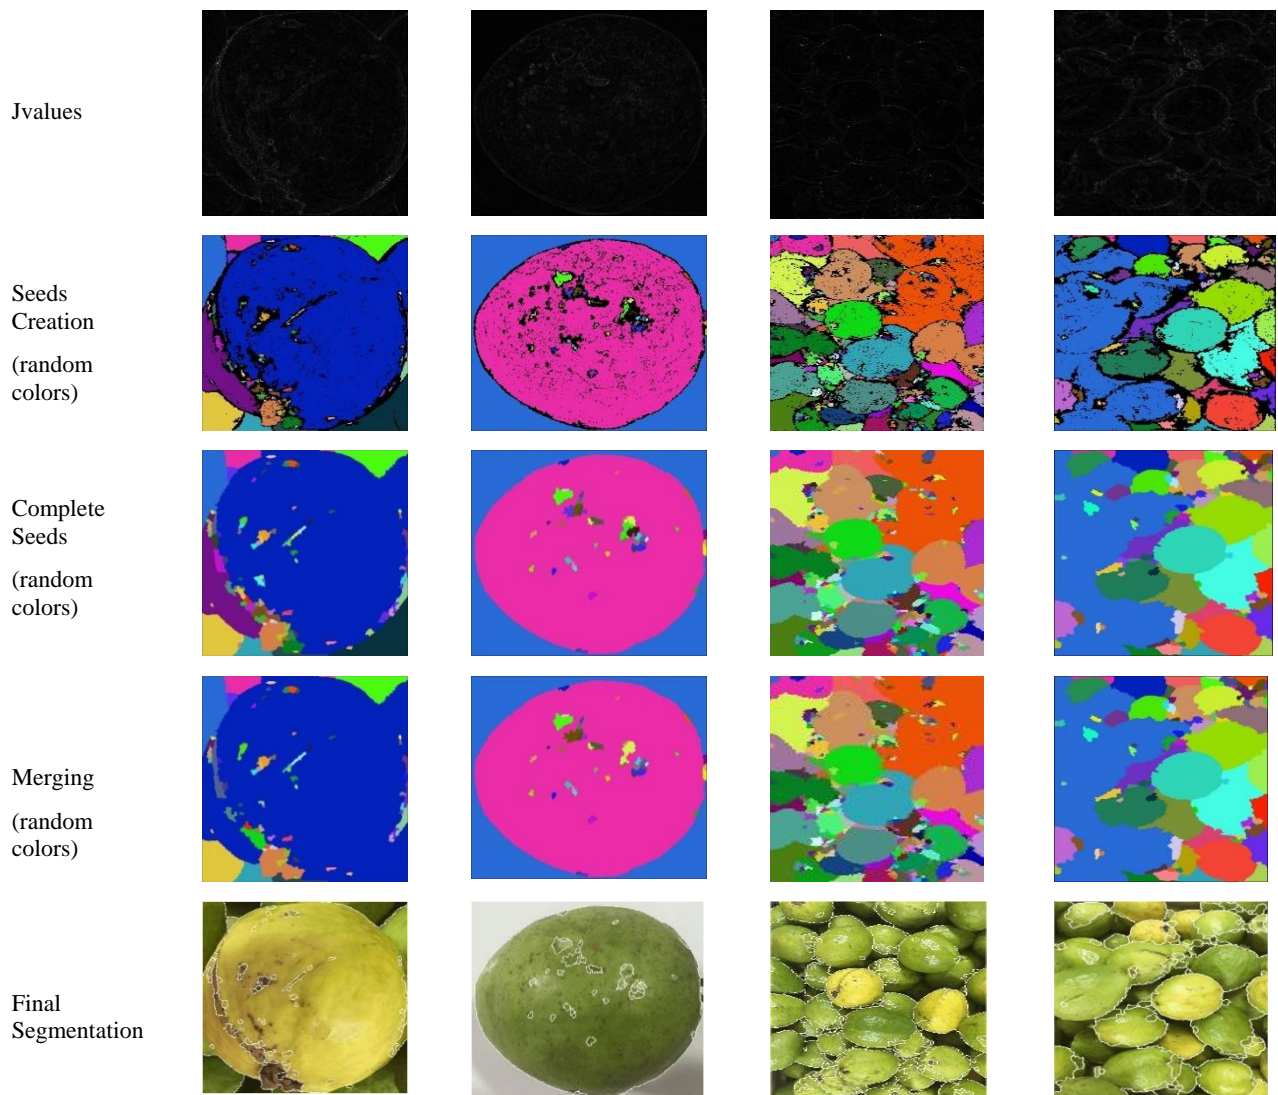 Jvalues
Seeds
Creation
(random
colors)
Complete
Seeds
(random
colors)
Merging
(random
colors)
Final
Segmentation